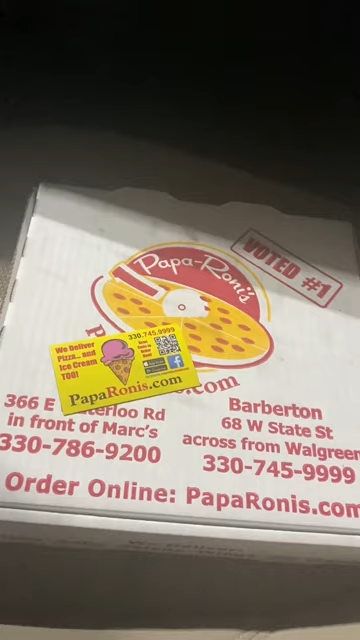 VOTED #1
Papa-Roni's
330.745.9999
We Deliver
Pizza... and
Ice Cream
TOO!
PapaRonis.com
.com
366 E terloo Rd
in front of Marc's
330-786-9200
Barberton
68 W State St
across from Walgreen
330-745-9999
Order Online: PapaRonis.com